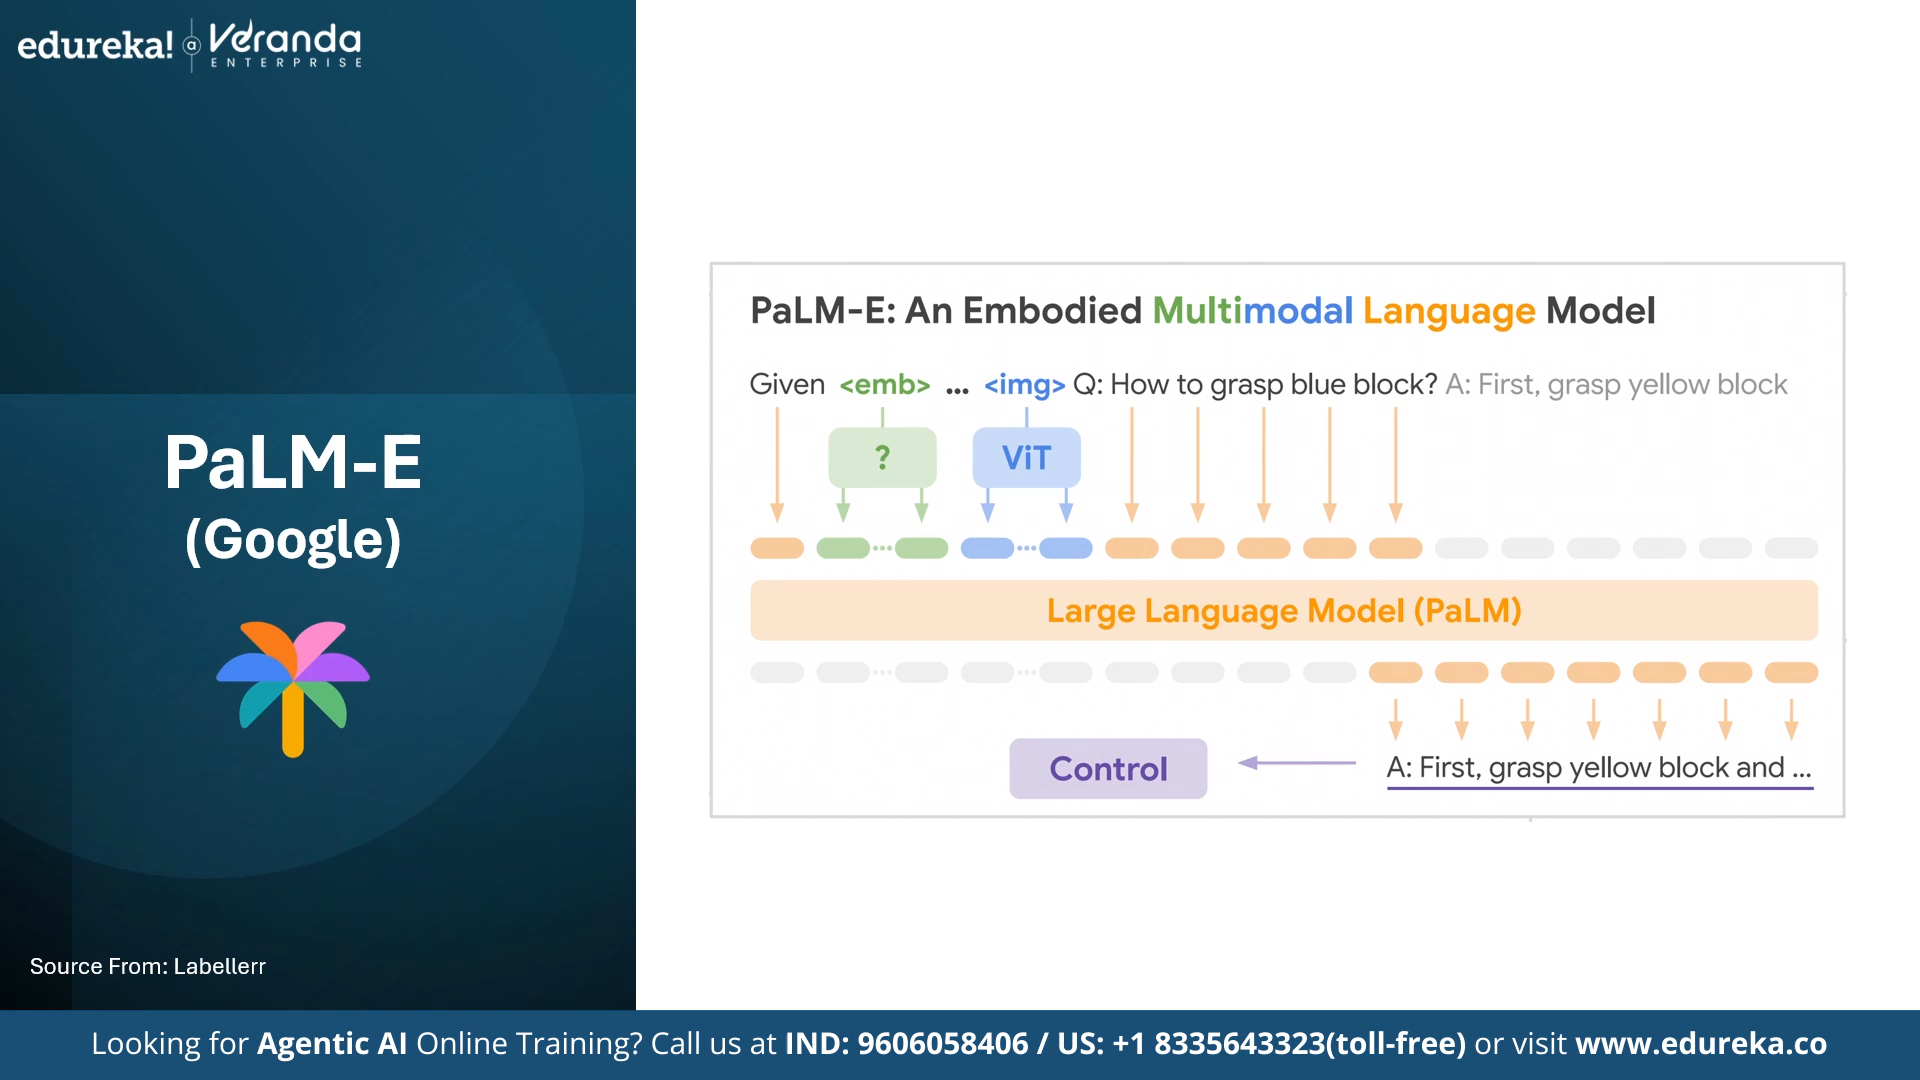 edureka! a Veranda
ENTERPRISE
PaLM-E
(Google)
Source From: Labellerr
PaLM-E: An Embodied Multimodal Language Model
Given <emb> ... <img> Q: How to grasp blue block? A: First, grasp yellow block
? ViT
Large Language Model (PaLM)
Control A: First, grasp yellow block and ...
Looking for Agentic AI Online Training? Call us at IND: 9606058406 / US: +1 8335643323(toll-free) or visit www.edureka.co